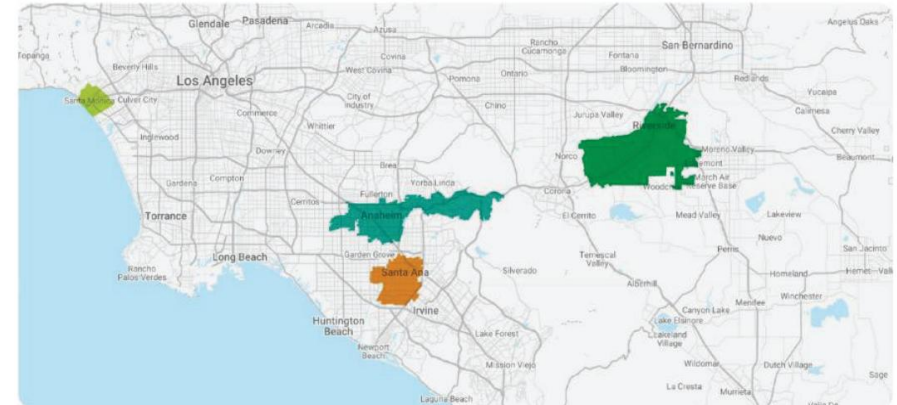 Glendale
Pasadena
Arcadia
Azusa
Angelus Oaks
Topanga
Beverly Hills
Los Angeles
Covina
West Covina
Rancho
Cucamonga
Fontana
San Bernardino
Pomona
Ontario
Bloomington
Redlands
Santa Monica
Culver City
Commerce
City of
Industry
Chino
Jurupa Valley
Riverside
Yucaipa
Calimesa
Inglewood
Whittier
Downey
Cherry Valley
Brea
Norco
Moreno Valley
Beaumont
Gardena
Compton
Fullerton
Yorba Linda
Corona
March Air
Reserve Base
Torrance
Cerritos
Anaheim
El Cerrito
Mead Valley
Lakeview
Nuevo
Rancho
Palos Verdes
Long Beach
Garden Grove
Santa Ana
Silverado
Temescal
Valley
Perris
San Jacinto
Homeland
Alberhill
Huntington
Beach
Irvine
Canyon Lake
Menifee
Winchester
Lake Elsinore
Lakeland
Village
Newport
Beach
Lake Forest
Mission Viejo
Wildomar
Dutch Village
Sage
La Cresta
Murrieta
Laguna Beach